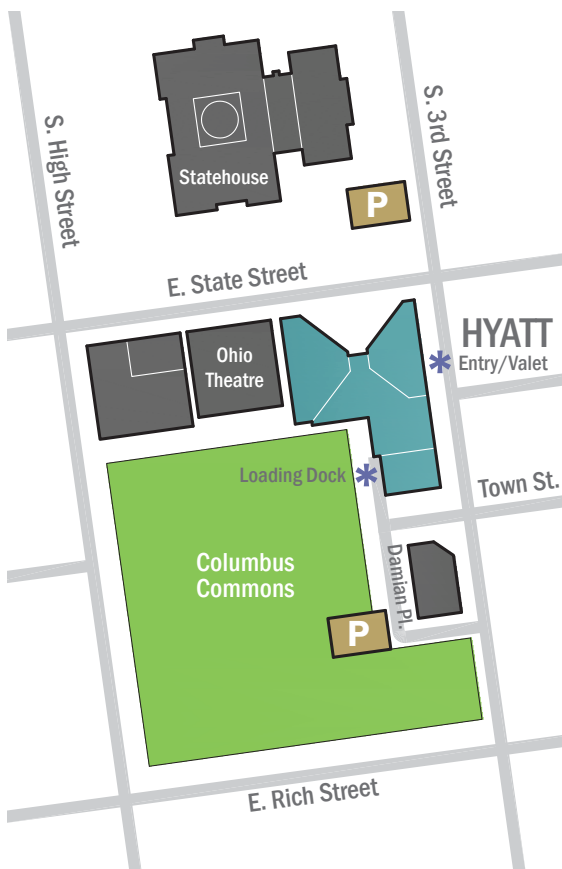 S. High Street
S. 3rd Street
Statehouse
P
E. State Street
HYATT
* Entry/Valet
Ohio
Theatre
Loading Dock *
Town St.
Columbus
Commons
Damian Pl.
P
E. Rich Street